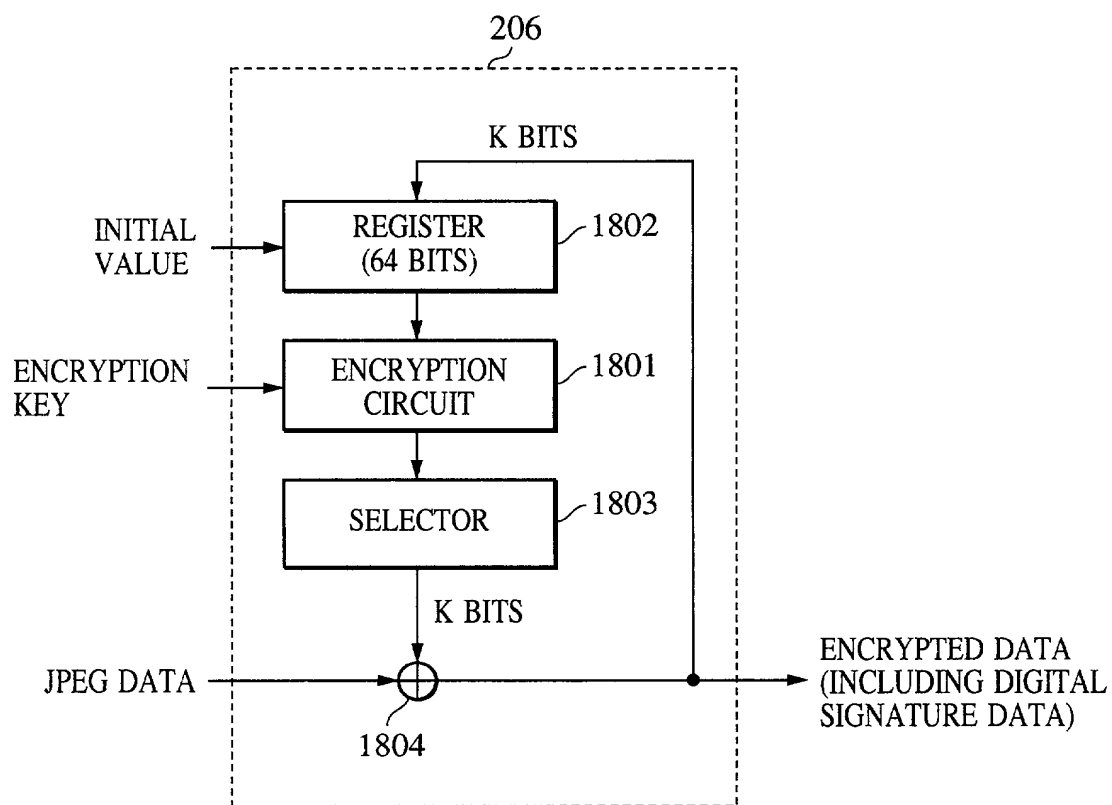 206
K BITS
INITIAL
VALUE
REGISTER
(64 BITS)
1802
ENCRYPTION
KEY
ENCRYPTION
CIRCUIT
1801
SELECTOR
1803
K BITS
JPEG DATA
1804
ENCRYPTED DATA
(INCLUDING DIGITAL
SIGNATURE DATA)